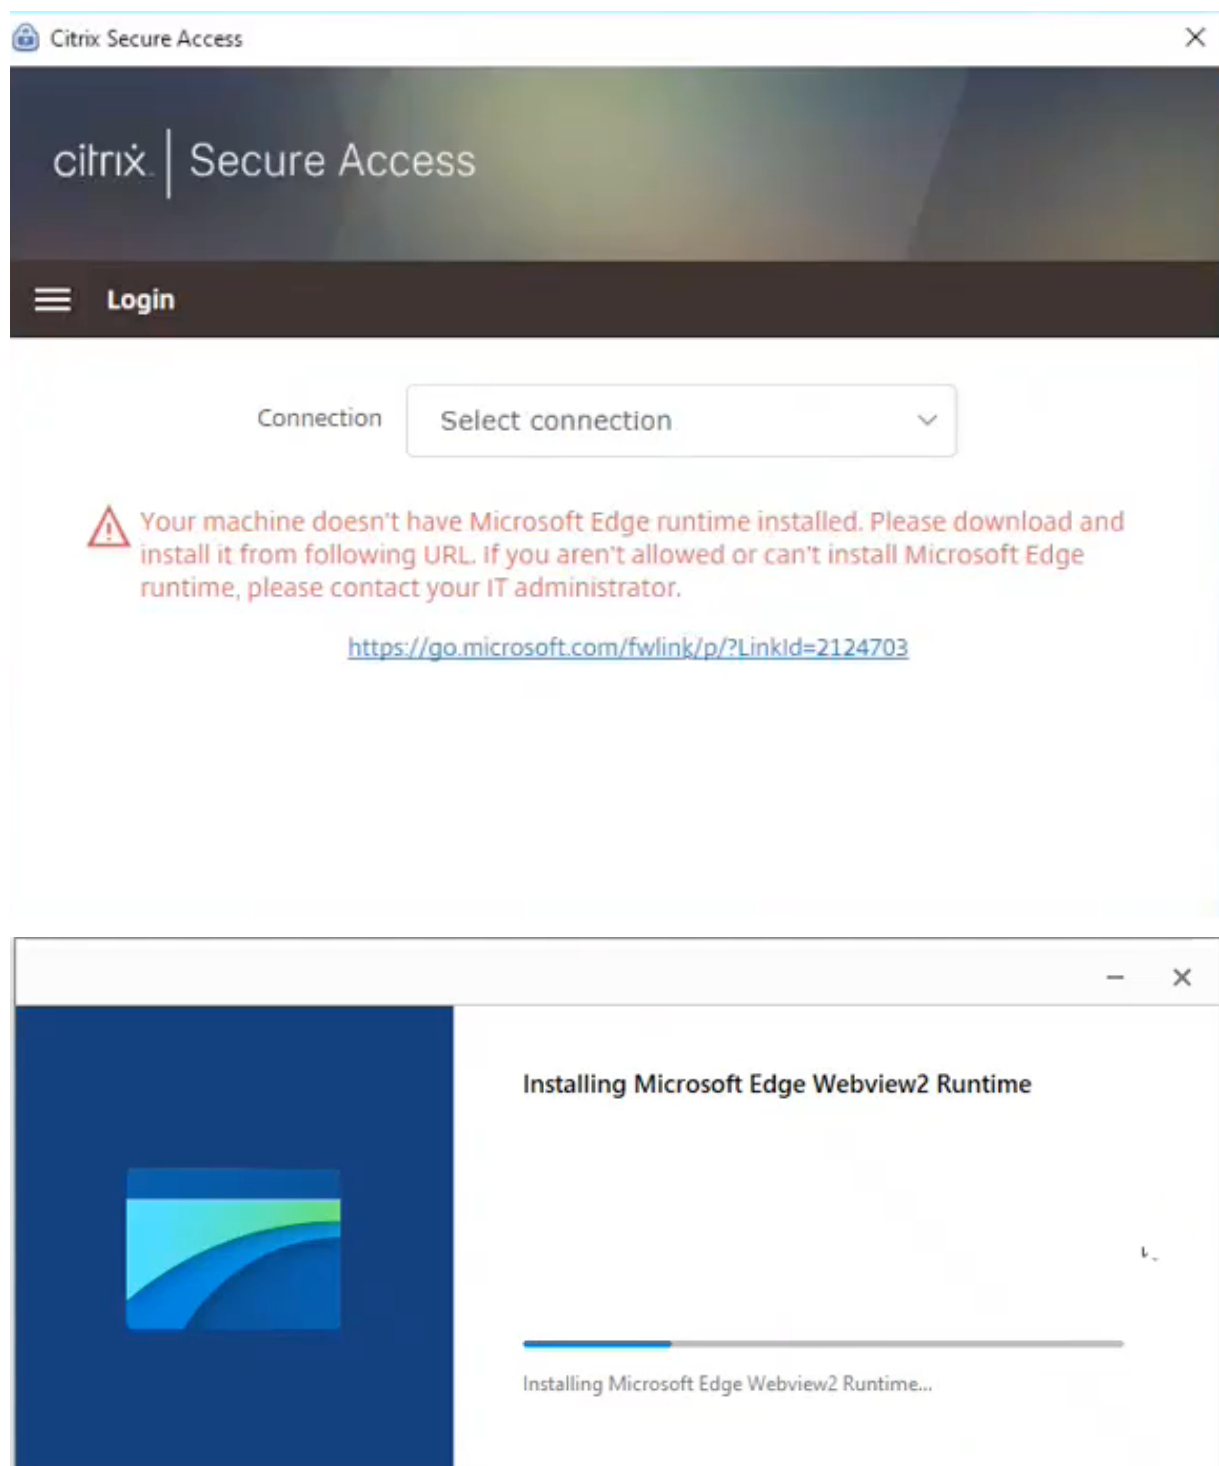 Citrix Secure Access
citrix. | Secure Access
Login
Connection
Select connection
Your machine doesn't have Microsoft Edge runtime installed. Please download and
install it from following URL. If you aren't allowed or can't install Microsoft Edge
runtime, please contact your IT administrator.
https://go.microsoft.com/fwlink/p/?LinkId=2124703
Installing Microsoft Edge Webview2 Runtime
Installing Microsoft Edge Webview2 Runtime...